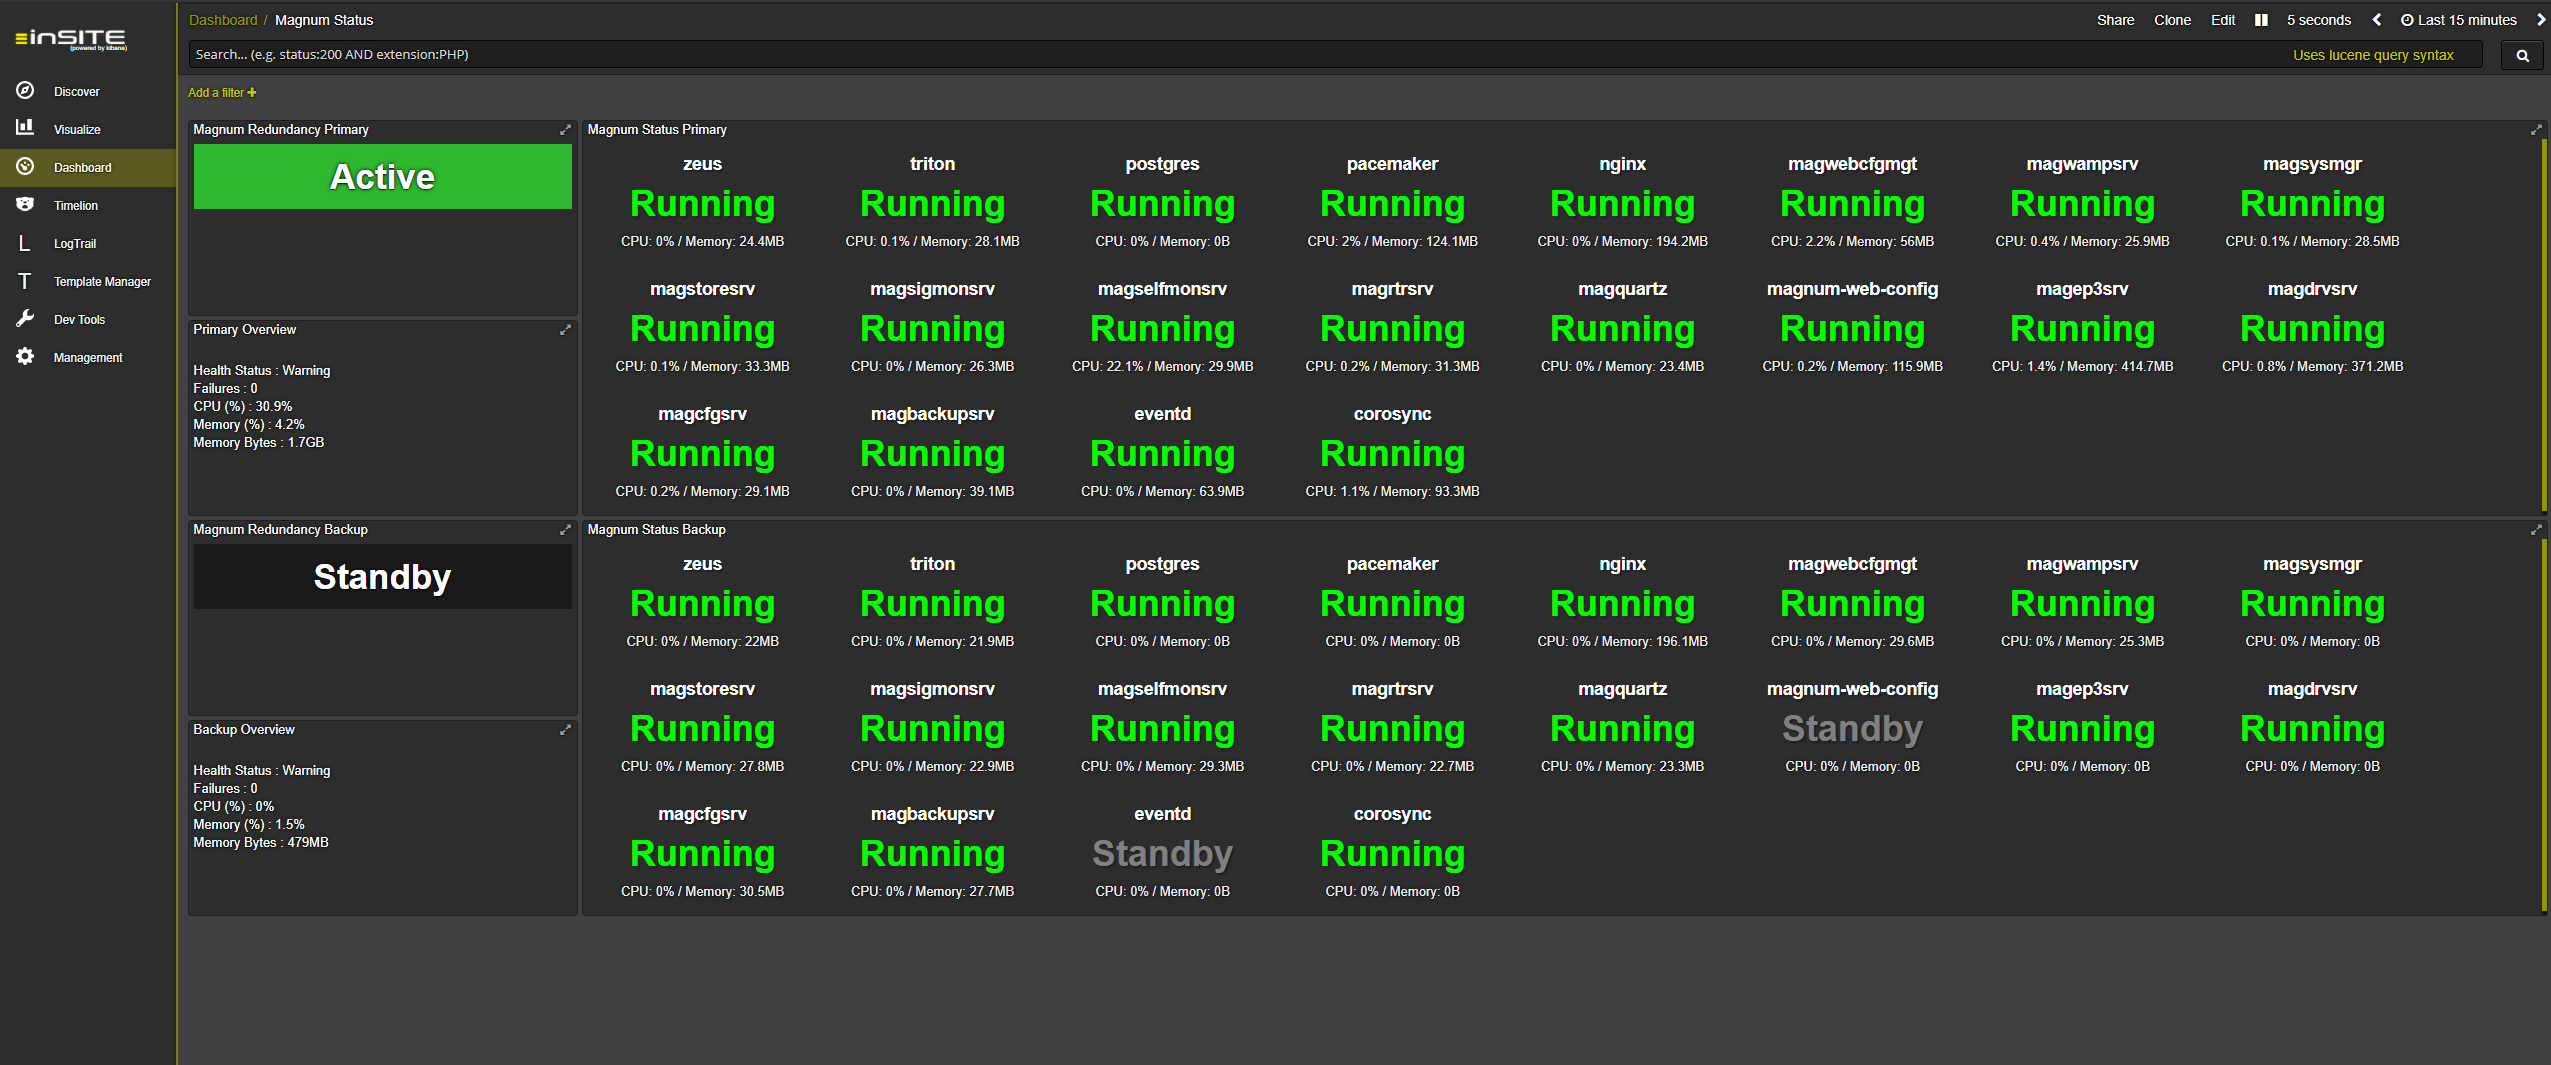 inSITE
(powered by kibana)
Discover
Visualize
Dashboard
Timelion
L LogTrail
T Template Manager
Dev Tools
Management
Dashboard / Magnum Status
Share Clone Edit 5 seconds Last 15 minutes
Search... (e.g. status:200 AND extension:PHP) Uses lucene query syntax
Add a filter +
Magnum Redundancy Primary
Active
Primary Overview
Health Status : Warning
Failures : 0
CPU (%) : 30.9%
Memory (%) : 4.2%
Memory Bytes : 1.7GB
Magnum Status Primary
zeus triton postgres pacemaker nginx magwebcfgmgt magwampsrv magsysmgr
Running Running Running Running Running Running Running Running
CPU: 0% / Memory: 24.4MB CPU: 0.1% / Memory: 28.1MB CPU: 0% / Memory: 0B CPU: 2% / Memory: 124.1MB CPU: 0% / Memory: 194.2MB CPU: 2.2% / Memory: 56MB CPU: 0.4% / Memory: 25.9MB CPU: 0.1% / Memory: 28.5MB
magstoresrv magsigmonsrv magselfmonsrv magrtrsrv magquartz magnum-web-config magep3srv magdrvsrv
Running Running Running Running Running Running Running Running
CPU: 0.1% / Memory: 33.3MB CPU: 0% / Memory: 26.3MB CPU: 22.1% / Memory: 29.9MB CPU: 0.2% / Memory: 31.3MB CPU: 0% / Memory: 23.4MB CPU: 0.2% / Memory: 115.9MB CPU: 1.4% / Memory: 414.7MB CPU: 0.8% / Memory: 371.2MB
magcfgsrv magbackupsrv eventd corosync
Running Running Running Running
CPU: 0.2% / Memory: 29.1MB CPU: 0% / Memory: 39.1MB CPU: 0% / Memory: 63.9MB CPU: 1.1% / Memory: 93.3MB
Magnum Redundancy Backup
Standby
Backup Overview
Health Status : Warning
Failures : 0
CPU (%) : 0%
Memory (%) : 1.5%
Memory Bytes : 479MB
Magnum Status Backup
zeus triton postgres pacemaker nginx magwebcfgmgt magwampsrv magsysmgr
Running Running Running Running Running Running Running Running
CPU: 0% / Memory: 22MB CPU: 0% / Memory: 21.9MB CPU: 0% / Memory: 0B CPU: 0% / Memory: 0B CPU: 0% / Memory: 196.1MB CPU: 0% / Memory: 29.6MB CPU: 0% / Memory: 25.3MB CPU: 0% / Memory: 0B
magstoresrv magsigmonsrv magselfmonsrv magrtrsrv magquartz magnum-web-config magep3srv magdrvsrv
Running Running Running Running Running Standby Running Running
CPU: 0% / Memory: 27.8MB CPU: 0% / Memory: 22.9MB CPU: 0% / Memory: 29.3MB CPU: 0% / Memory: 22.7MB CPU: 0% / Memory: 23.3MB CPU: 0% / Memory: 0B CPU: 0% / Memory: 0B CPU: 0% / Memory: 0B
magcfgsrv magbackupsrv eventd corosync
Running Running Standby Running
CPU: 0% / Memory: 30.5MB CPU: 0% / Memory: 27.7MB CPU: 0% / Memory: 0B CPU: 0% / Memory: 0B